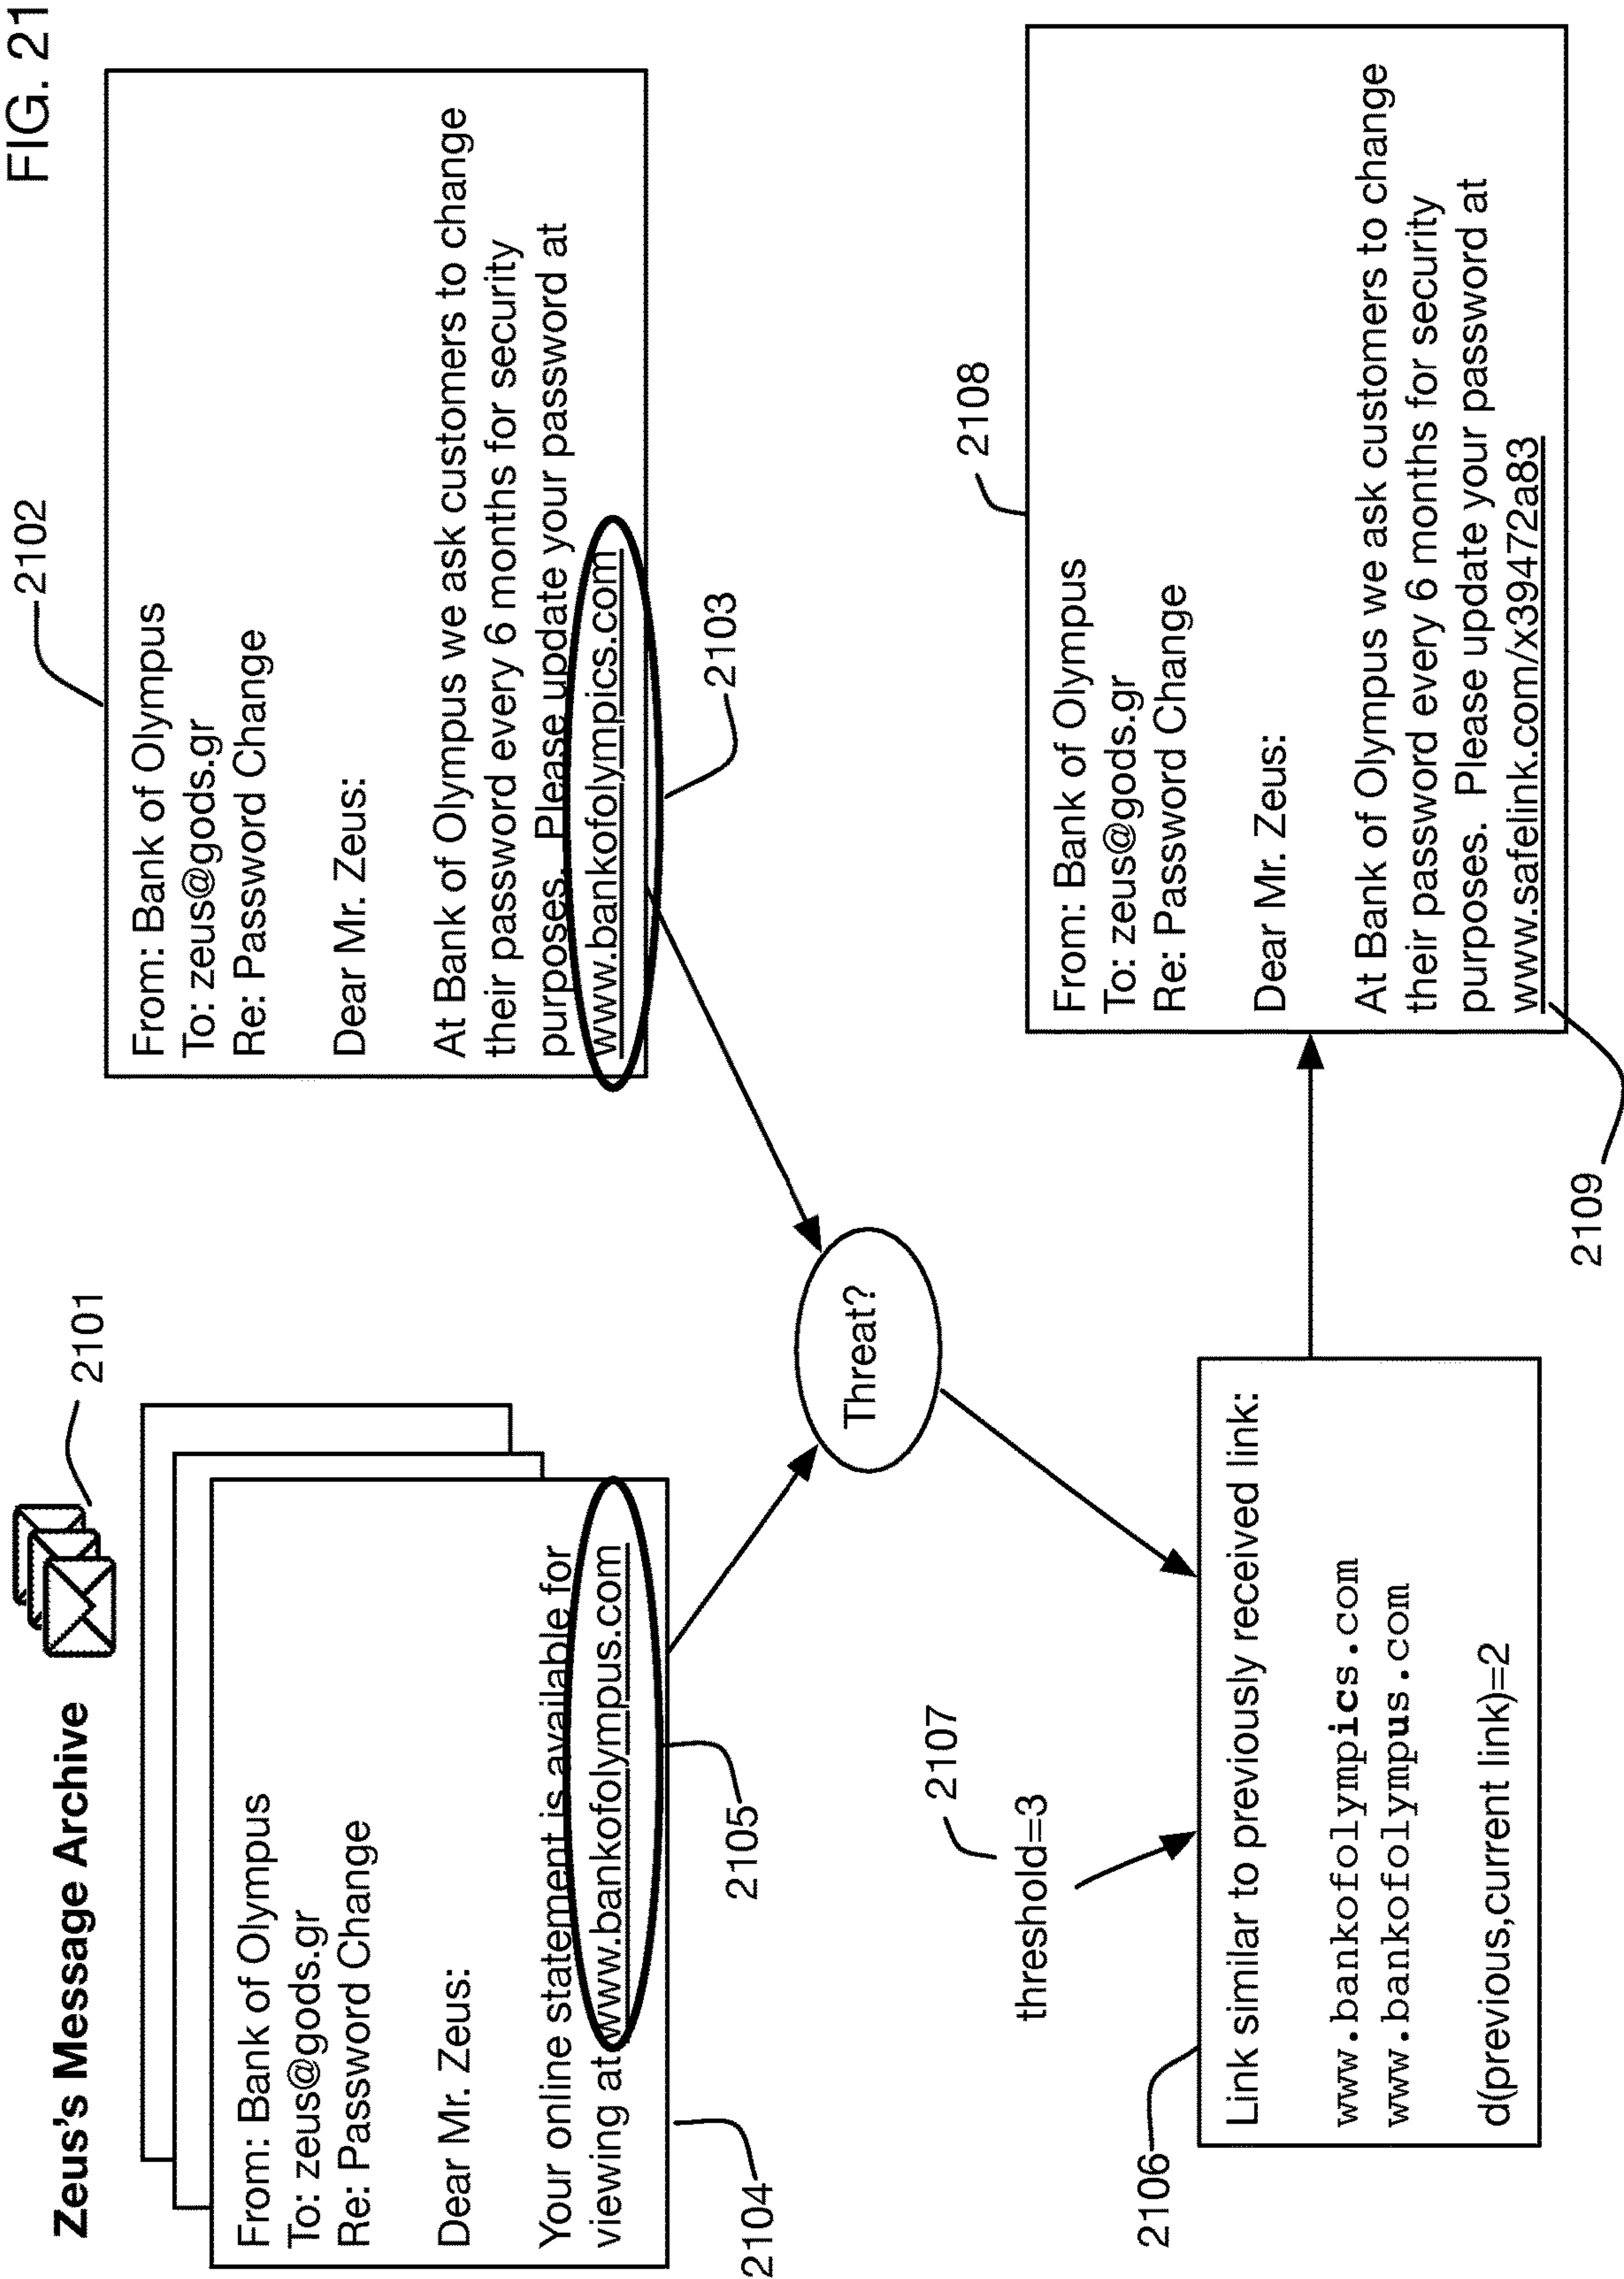 FIG. 21
Zeus's Message Archive
2101
From: Bank of Olympus
To: zeus@gods.gr
Re: Password Change
Dear Mr. Zeus:
Your online statement is available for
viewing at www.bankofolympus.com
2104
2105
2102
From: Bank of Olympus
To: zeus@gods.gr
Re: Password Change
Dear Mr. Zeus:
At Bank of Olympus we ask customers to change
their password every 6 months for security
purposes. Please update your password at
www.bankofolympics.com
2103
Threat?
threshold=3
2107
2106
Link similar to previously received link:
www.bankofolympics.com
www.bankofolympus.com
d(previous,current link)=2
2108
From: Bank of Olympus
To: zeus@gods.gr
Re: Password Change
Dear Mr. Zeus:
At Bank of Olympus we ask customers to change
their password every 6 months for security
purposes. Please update your password at
www.safelink.com/x39472a83
2109